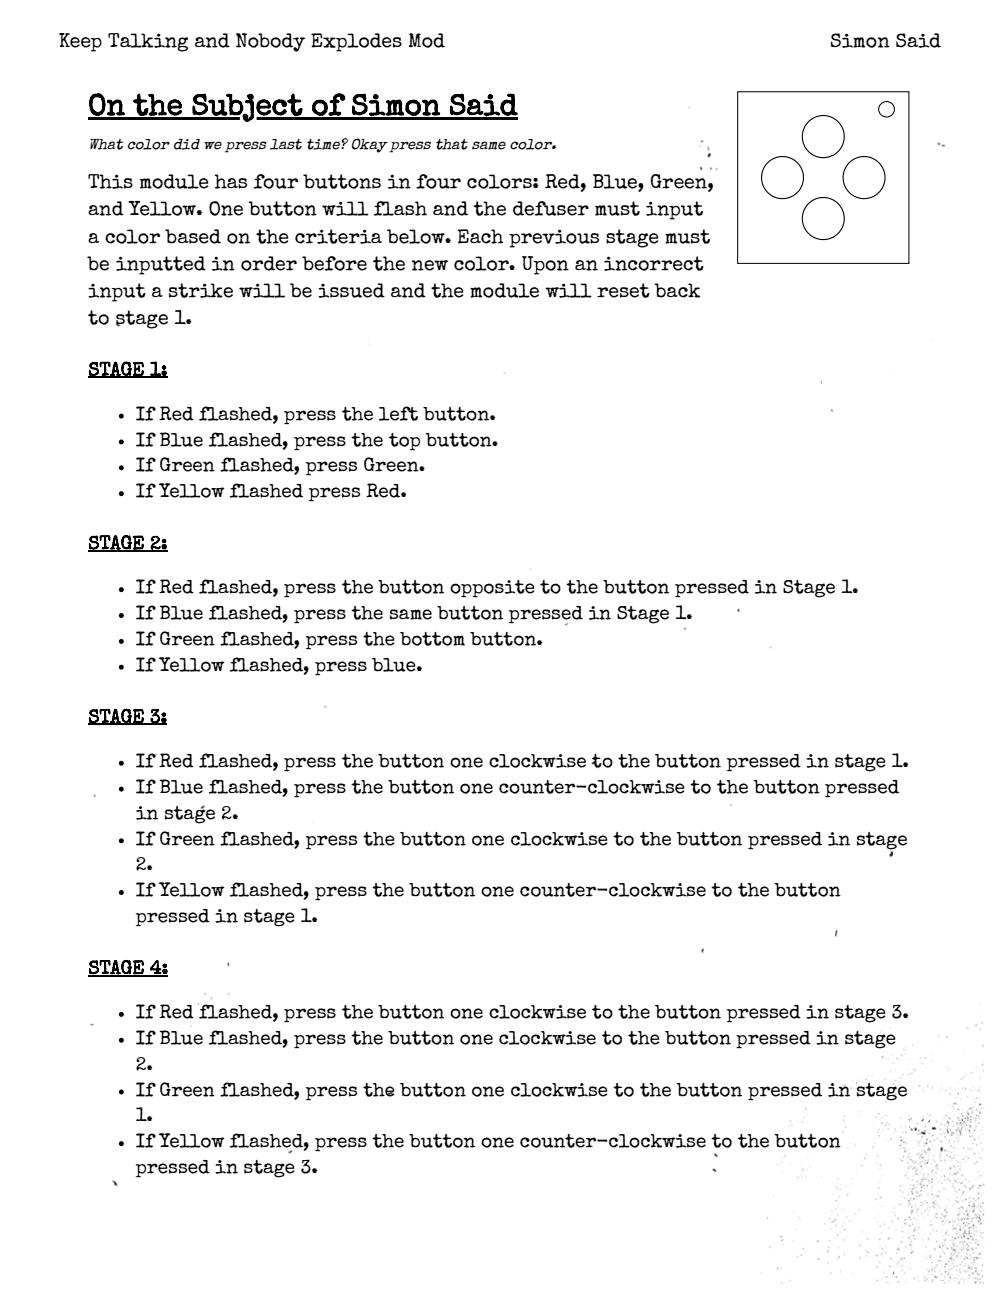 Keep Talking and Nobody Explodes Mod
Simon Said
On the Subject of Simon Said
What color did we press last time? Okay press that same color.
This module has four buttons in four colors: Red, Blue, Green,
and Yellow. One button will flash and the defuser must input
a color based on the criteria below. Each previous stage must
be inputted in order before the new color. Upon an incorrect
input a strike will be issued and the module will reset back
to stage 1.
STAGE 1:
• If Red flashed, press the left button.
• If Blue flashed, press the top button.
• If Green flashed, press Green.
• If Yellow flashed press Red.
STAGE 2:
• If Red flashed, press the button opposite to the button pressed in Stage 1.
• If Blue flashed, press the same button pressed in Stage 1.
• If Green flashed, press the bottom button.
• If Yellow flashed, press blue.
STAGE 3:
• If Red flashed, press the button one clockwise to the button pressed in stage 1.
• If Blue flashed, press the button one counter-clockwise to the button pressed
in stage 2.
• If Green flashed, press the button one clockwise to the button pressed in stage
2.
• If Yellow flashed, press the button one counter-clockwise to the button
pressed in stage 1.
STAGE 4:
• If Red flashed, press the button one clockwise to the button pressed in stage 3.
• If Blue flashed, press the button one clockwise to the button pressed in stage
2.
• If Green flashed, press the button one clockwise to the button pressed in stage
1.
• If Yellow flashed, press the button one counter-clockwise to the button
pressed in stage 3.